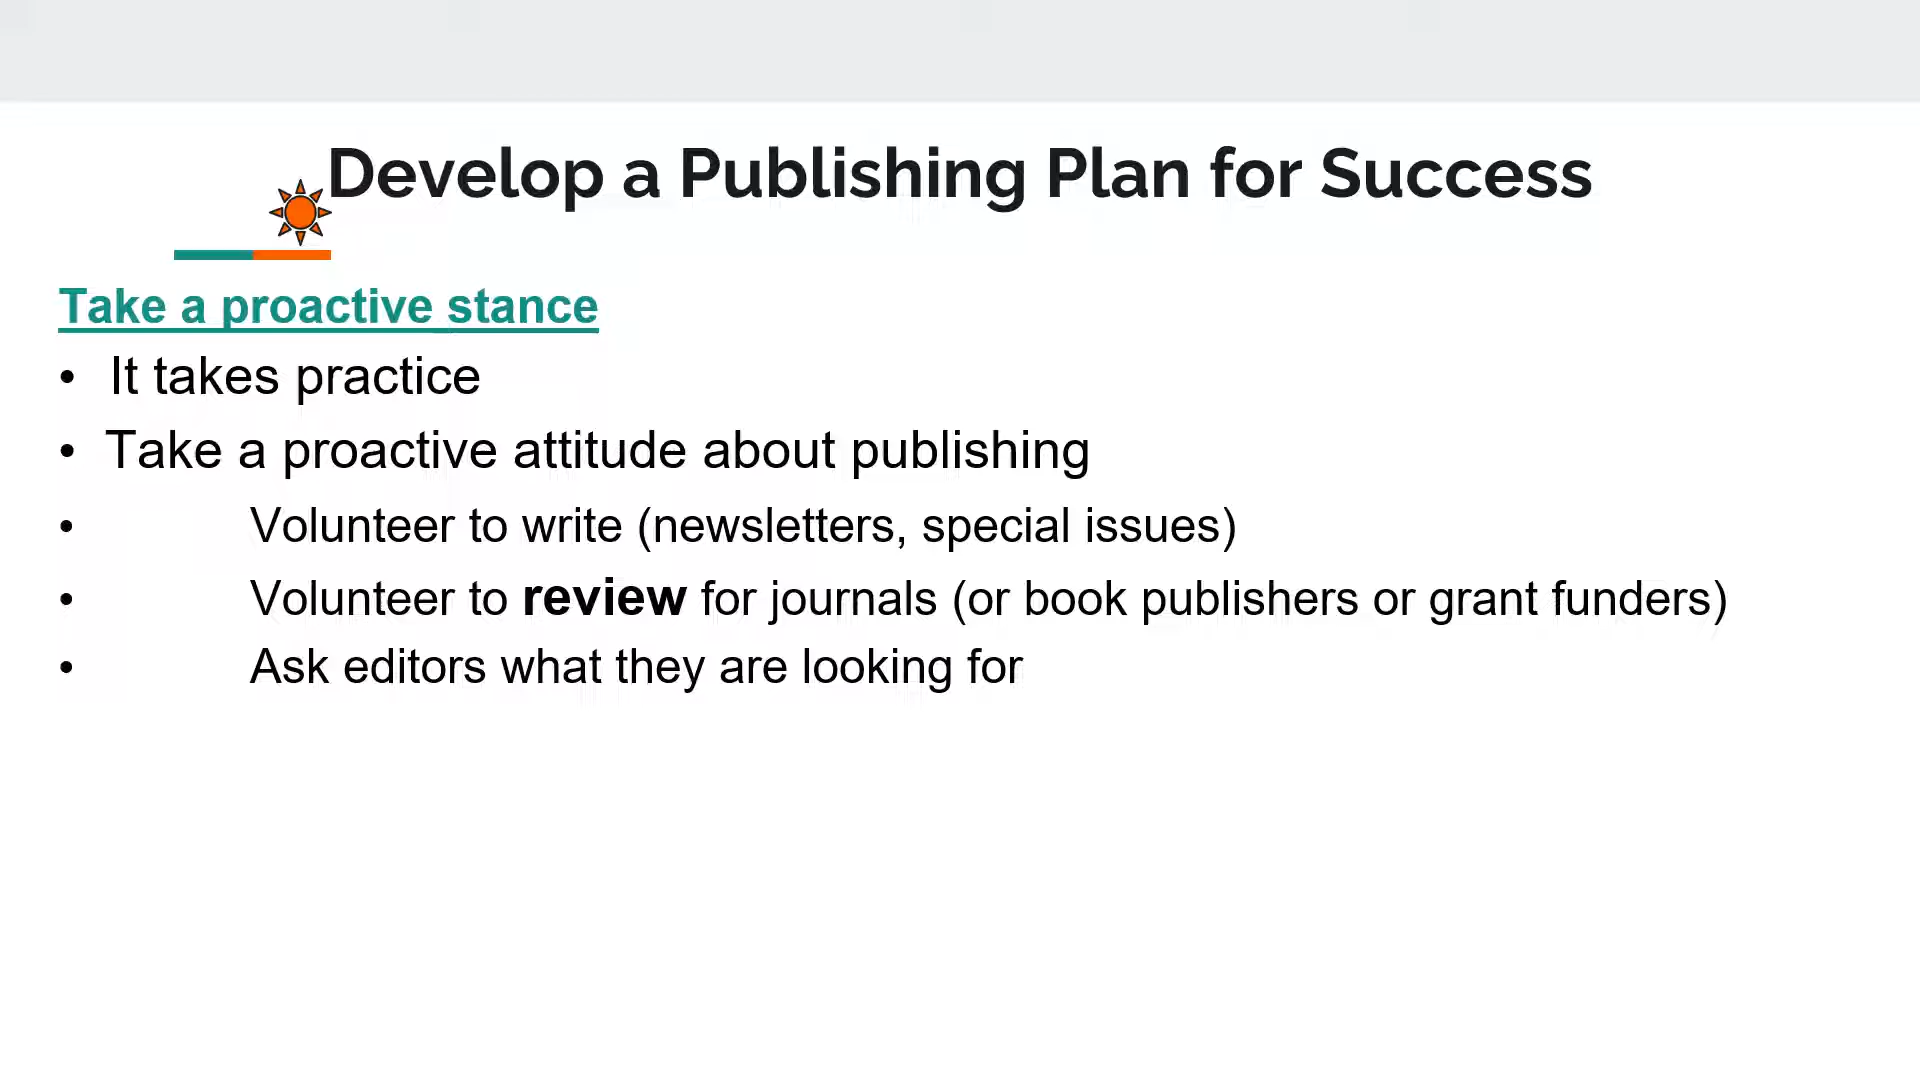 Develop a Publishing Plan for Success
Take a proactive stance
• It takes practice
• Take a proactive attitude about publishing
• Volunteer to write (newsletters, special issues)
• Volunteer to review for journals (or book publishers or grant funders)
• Ask editors what they are looking for